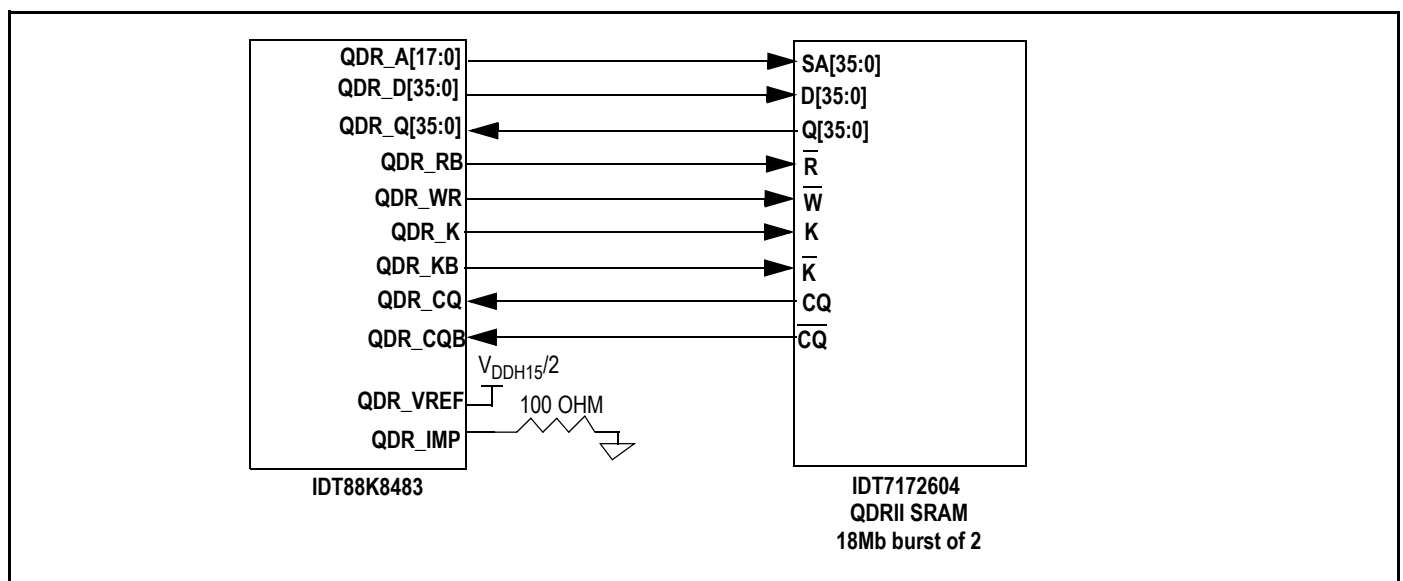 QDR_A[17:0] SA[35:0]
QDR_D[35:0] D[35:0]
QDR_Q[35:0] Q[35:0]
QDR_RB R̅
QDR_WR W̅
QDR_K K
QDR_KB K̅
QDR_CQ CQ
QDR_CQB C̅Q̅
VDDH15/2
QDR_VREF
100 OHM
QDR_IMP
IDT88K8483
IDT7172604
QDRII SRAM
18Mb burst of 2